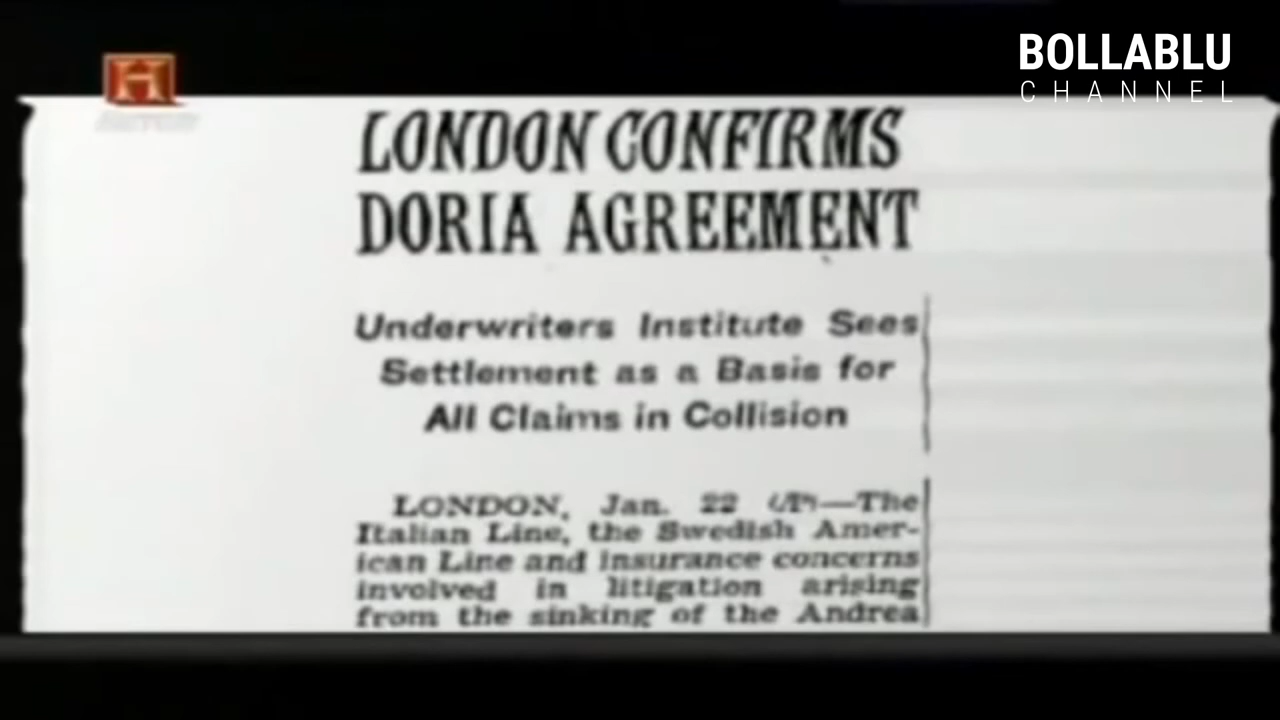 BOLLABLU
CHANNEL
H
LONDON CONFIRMS
DORIA AGREEMENT
Underwriters Institute Sees
Settlement as a Basis for
All Claims in Collision
LONDON, Jan. 22 (AP)—The
Italian Line, the Swedish Amer-
ican Line and insurance concerns
involved in litigation arising
from the sinking of the Andrea